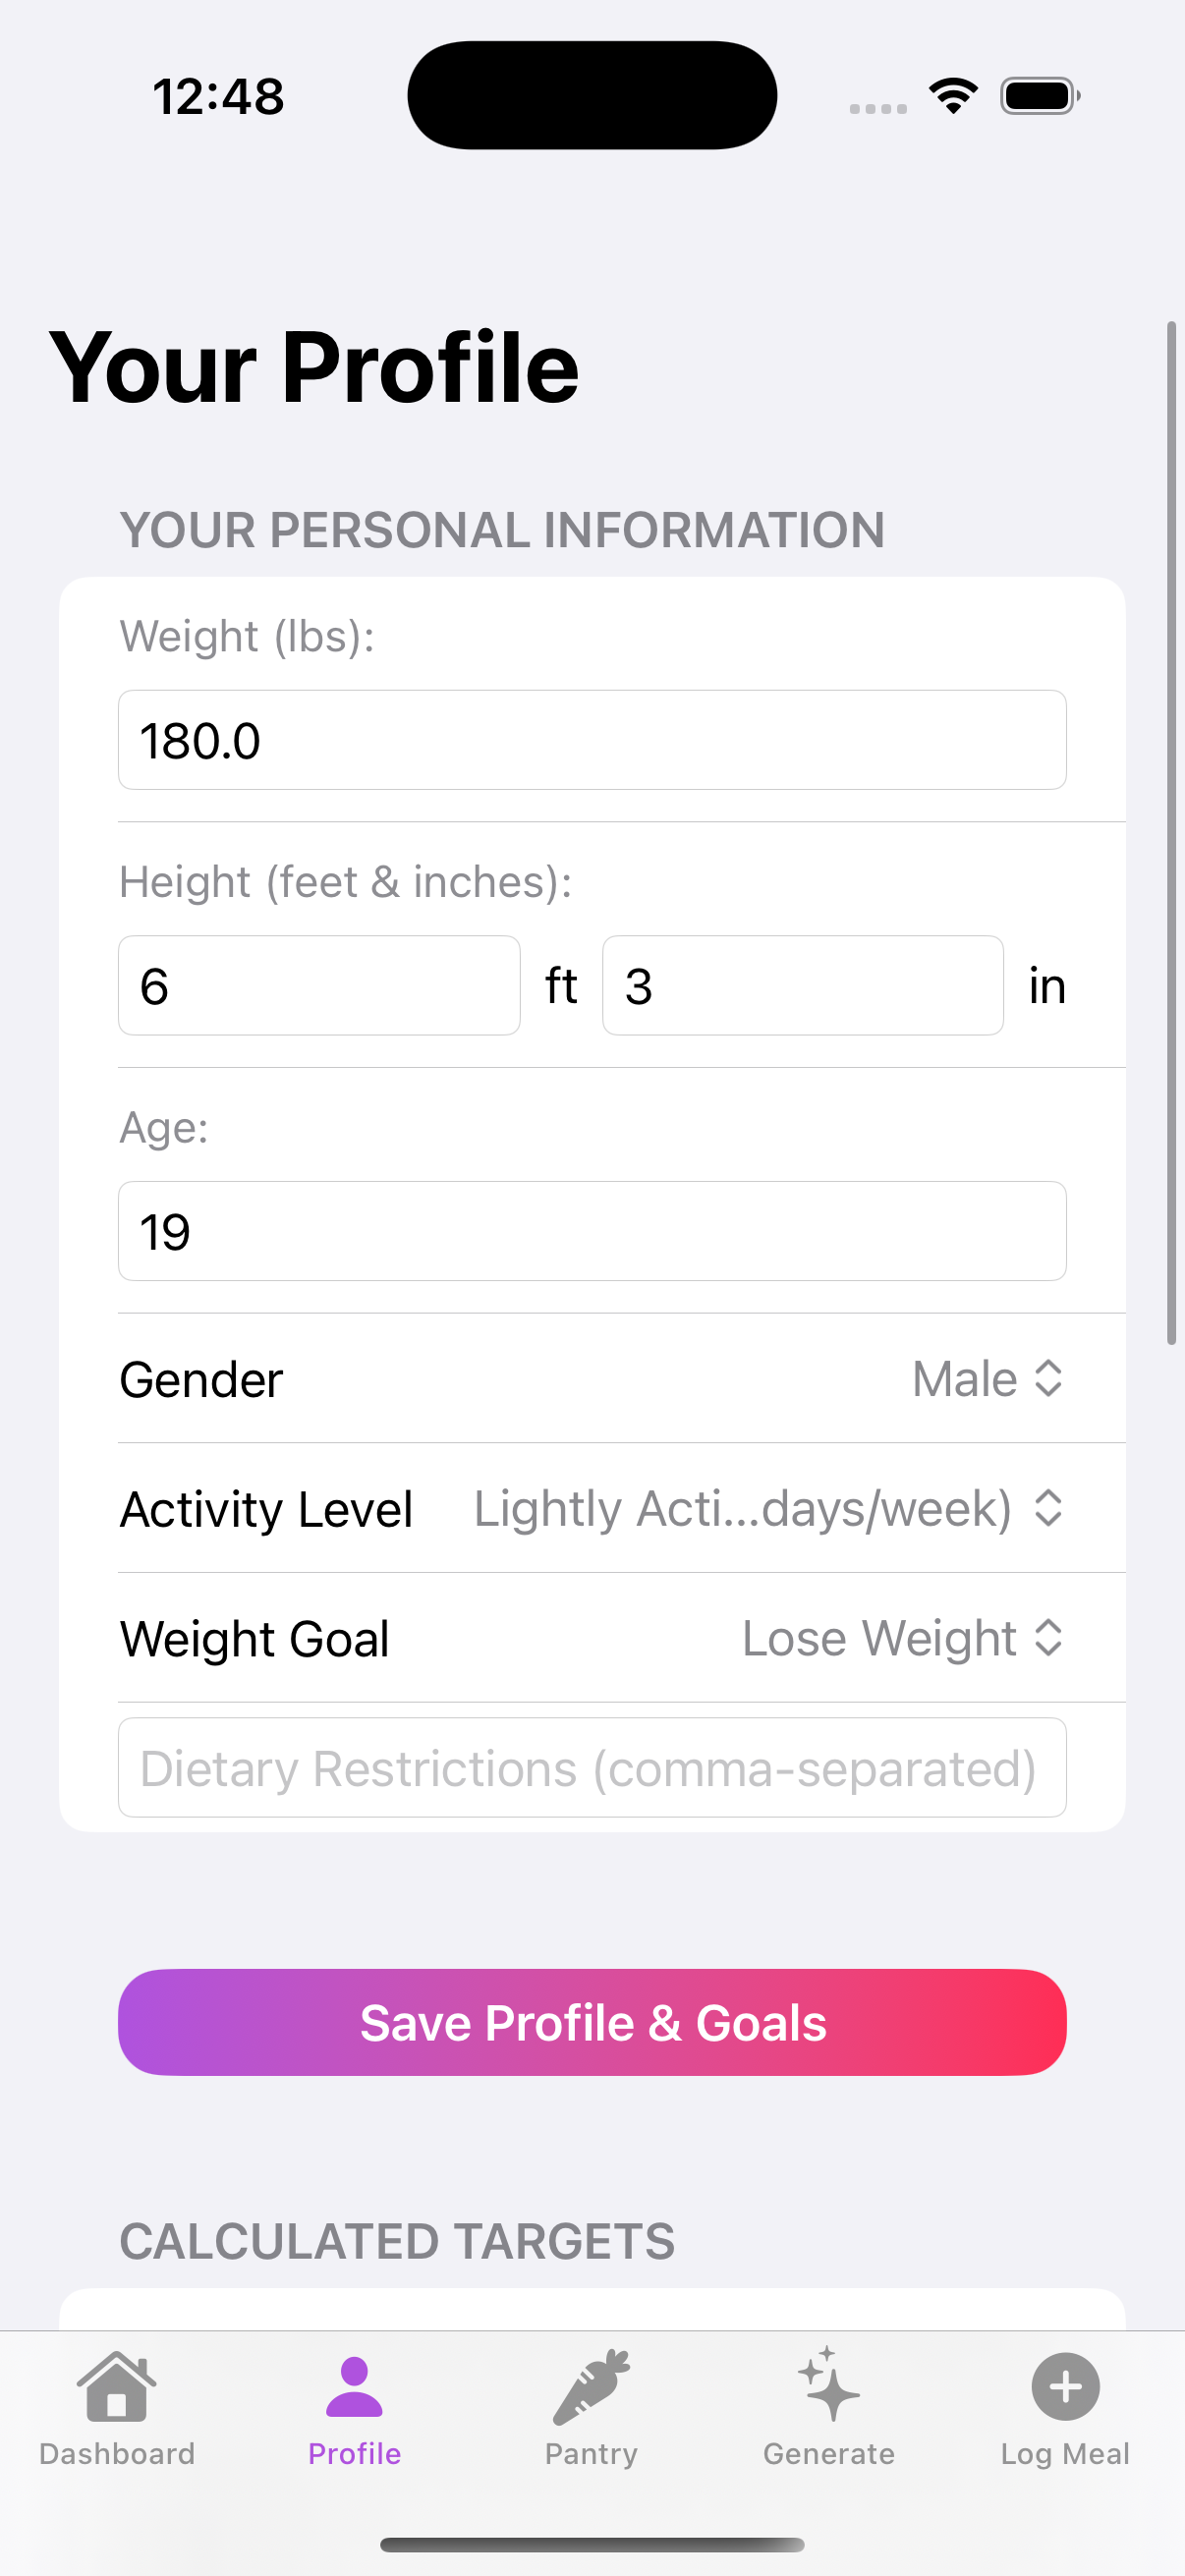 12:48
Your Profile
YOUR PERSONAL INFORMATION
Weight (lbs):
180.0
Height (feet & inches):
6 ft 3 in
Age:
19
Gender Male
Activity Level Lightly Acti...days/week)
Weight Goal Lose Weight
Dietary Restrictions (comma-separated)
Save Profile & Goals
CALCULATED TARGETS
Dashboard Profile Pantry Generate Log Meal